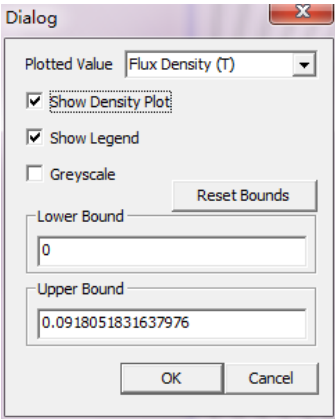 Dialog
Plotted Value Flux Density (T)
Show Density Plot
Show Legend
Greyscale
Reset Bounds
Lower Bound
0
Upper Bound
0.0918051831637976
OK Cancel